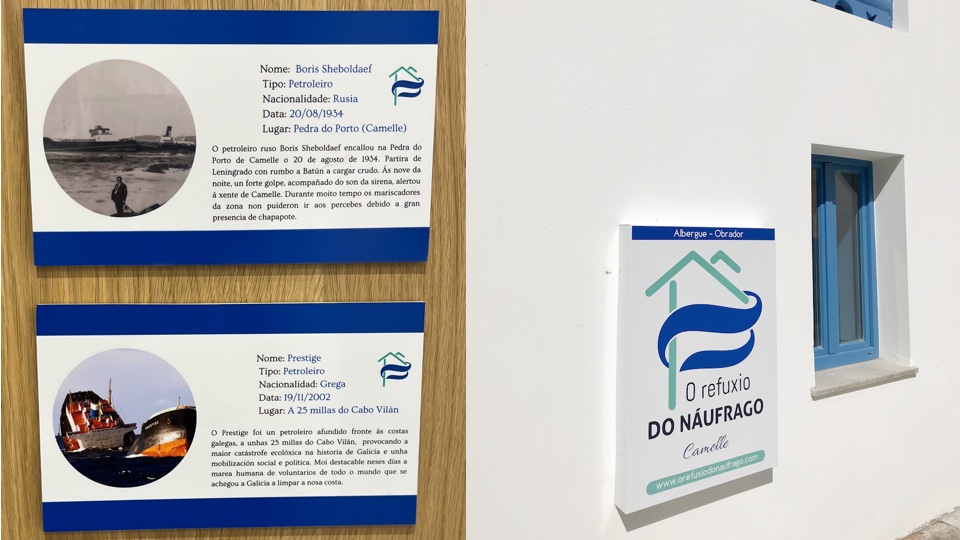 Nome: Boris Sheboldaef
Tipo: Petroleiro
Nacionalidade: Rusia
Data: 20/08/1934
Lugar: Pedra do Porto (Camelle)
O petroleiro ruso Boris Sheboldaef encallou na Pedra do
Porto de Camelle o 20 de agosto de 1934. Partira de
Leningrado con rumbo a Batún a cargar crudo. Ás nove da
noite, un forte golpe, acompañado do son da sirena, alertou
á xente de Camelle. Durante moito tempo os mariscadores
da zona non puideron ir aos percebes debido a gran
presencia de chapapote.
Nome: Prestige
Tipo: Petroleiro
Nacionalidad: Grega
Data: 19/11/2002
Lugar: A 25 millas do Cabo Vilán
O Prestige foi un petroleiro afundido fronte ás costas
galegas, a unhas 25 millas do Cabo Vilán, provocando a
maior catástrofe ecolóxica na historia de Galicia e unha
mobilización social e política. Moi destacable neses días a
marea humana de voluntarios de todo o mundo que se
achegou a Galicia a limpar a nosa costa.
Albergue - Obrador
O refuxio
DO NÁUFRAGO
Camelle
www.orefuxiodonaufrago.com